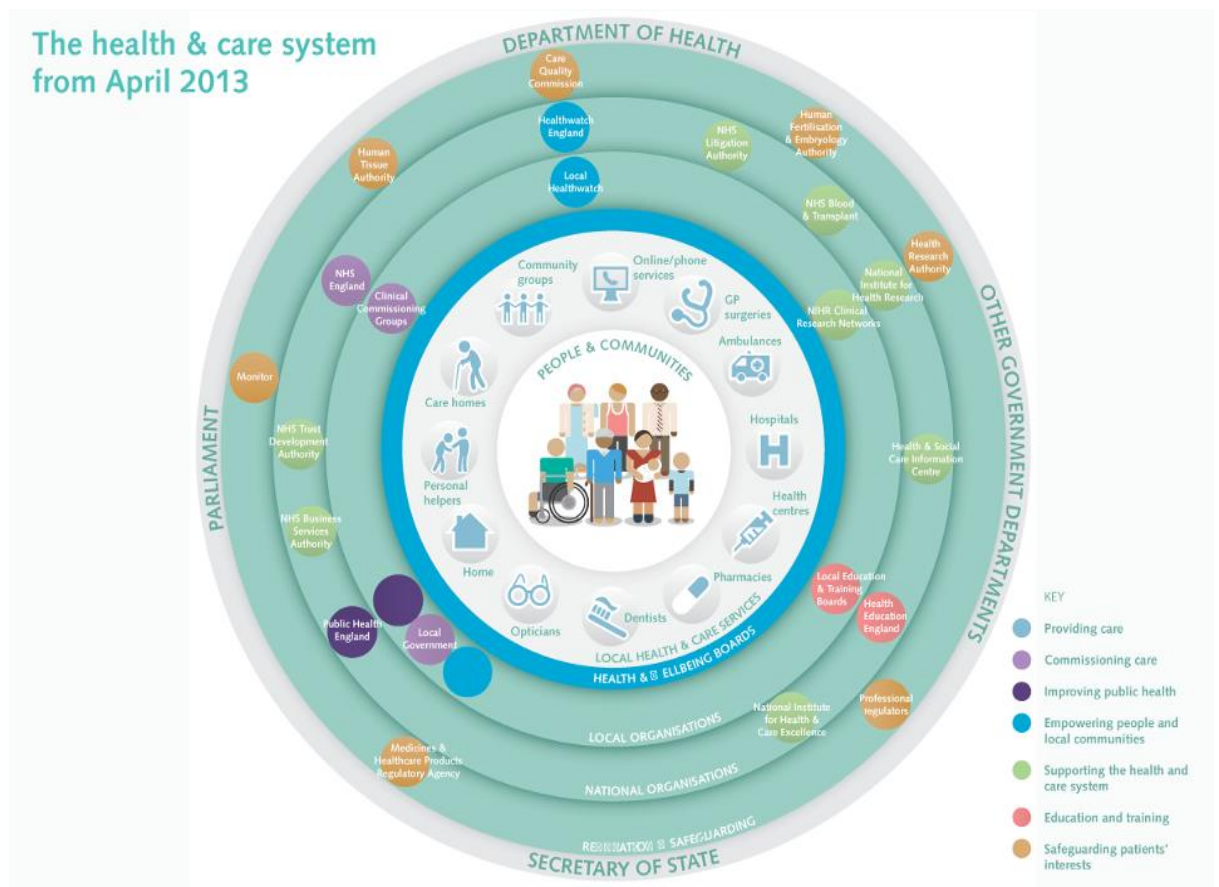 The health & care system
from April 2013
DEPARTMENT OF HEALTH
Care
Quality
Commission
Healthwatch
England
Local
Healthwatch
Human
Tissue
Authority
NHS
Litigation
Authority
Human
Fertilisation
& Embryology
Authority
NHS Blood
& Transplant
Health
Research
Authority
National
Institute for
Health Research
NIHR Clinical
Research Networks
NHS
England
Clinical
Commissioning
Groups
Community
groups
Online/phone
services
GP
surgeries
Ambulances
PEOPLE & COMMUNITIES
Care homes
Hospitals
Monitor
PARLIAMENT
OTHER GOVERNMENT DEPARTMENTS
NHS Trust
Development
Authority
Health & Social
Care Information
Centre
Personal
helpers
Health
centres
NHS Business
Services
Authority
Home
Pharmacies
Opticians
Dentists
LOCAL HEALTH & CARE SERVICES
HEALTH & ELLBEING BOARDS
Local Education
& Training
Boards
Health
Education
England
Public Health
England
Local
Government
Professional
regulators
National Institute
for Health &
Care Excellence
LOCAL ORGANISATIONS
Medicines &
Healthcare Products
Regulatory Agency
NATIONAL ORGANISATIONS
SAFEGUARDING
SECRETARY OF STATE
KEY
Providing care
Commissioning care
Improving public health
Empowering people and
local communities
Supporting the health and
care system
Education and training
Safeguarding patients'
interests